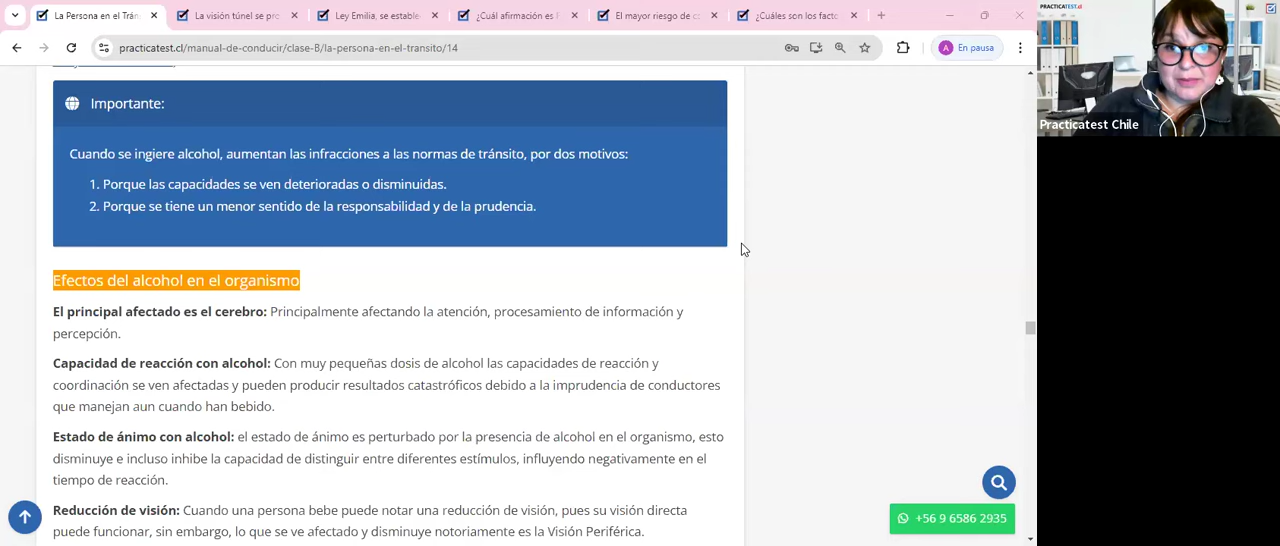 La Persona en el Trán
La visión túnel se pro
Ley Emilia, se estable
¿Cuál afirmación es
El mayor riesgo de c
¿Cuáles son los facto
practicatest.cl/manual-de-conducir/clase-B/la-persona-en-el-transito/14
A En pausa
PRACTICATEST.cl
Practicatest Chile
Importante:
Cuando se ingiere alcohol, aumentan las infracciones a las normas de tránsito, por dos motivos:
1. Porque las capacidades se ven deterioradas o disminuidas.
2. Porque se tiene un menor sentido de la responsabilidad y de la prudencia.
Efectos del alcohol en el organismo
El principal afectado es el cerebro: Principalmente afectando la atención, procesamiento de información y
percepción.
Capacidad de reacción con alcohol: Con muy pequeñas dosis de alcohol las capacidades de reacción y
coordinación se ven afectadas y pueden producir resultados catastróficos debido a la imprudencia de conductores
que manejan aun cuando han bebido.
Estado de ánimo con alcohol: el estado de ánimo es perturbado por la presencia de alcohol en el organismo, esto
disminuye e incluso inhibe la capacidad de distinguir entre diferentes estímulos, influyendo negativamente en el
tiempo de reacción.
Reducción de visión: Cuando una persona bebe puede notar una reducción de visión, pues su visión directa
puede funcionar, sin embargo, lo que se ve afectado y disminuye notoriamente es la Visión Periférica.
+56 9 6586 2935